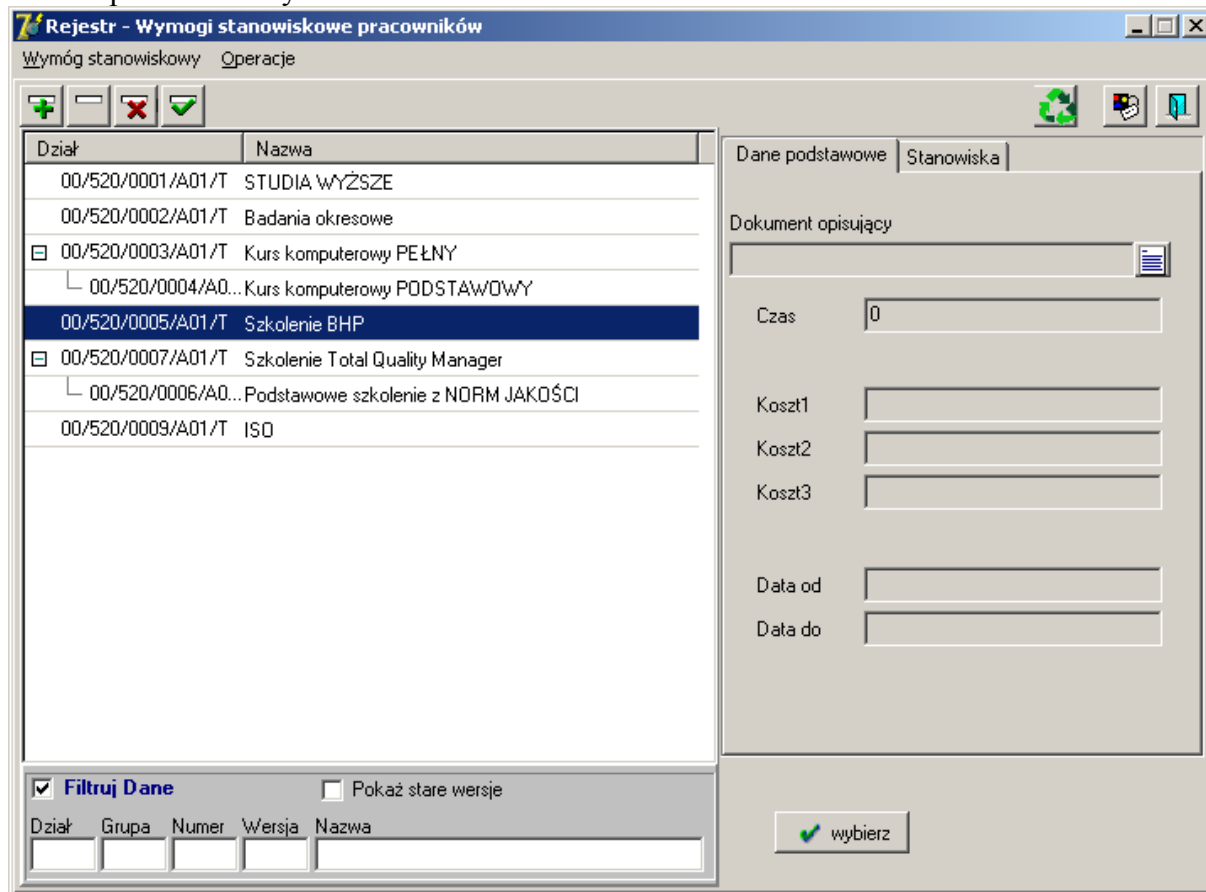 Rejestr - Wymogi stanowiskowe pracowników
Wymóg stanowiskowy Operacje
Dział Nazwa
00/520/0001/A01/T STUDIA WYŻSZE
00/520/0002/A01/T Badania okresowe
00/520/0003/A01/T Kurs komputerowy PEŁNY
00/520/0004/A0... Kurs komputerowy PODSTAWOWY
00/520/0005/A01/T Szkolenie BHP
00/520/0007/A01/T Szkolenie Total Quality Manager
00/520/0006/A0... Podstawowe szkolenie z NORM JAKOŚCI
00/520/0009/A01/T ISO
Filtruj Dane Pokaż stare wersje
Dział Grupa Numer Wersja Nazwa
Dane podstawowe Stanowiska
Dokument opisujący
Czas 0
Koszt1
Koszt2
Koszt3
Data od
Data do
wybierz